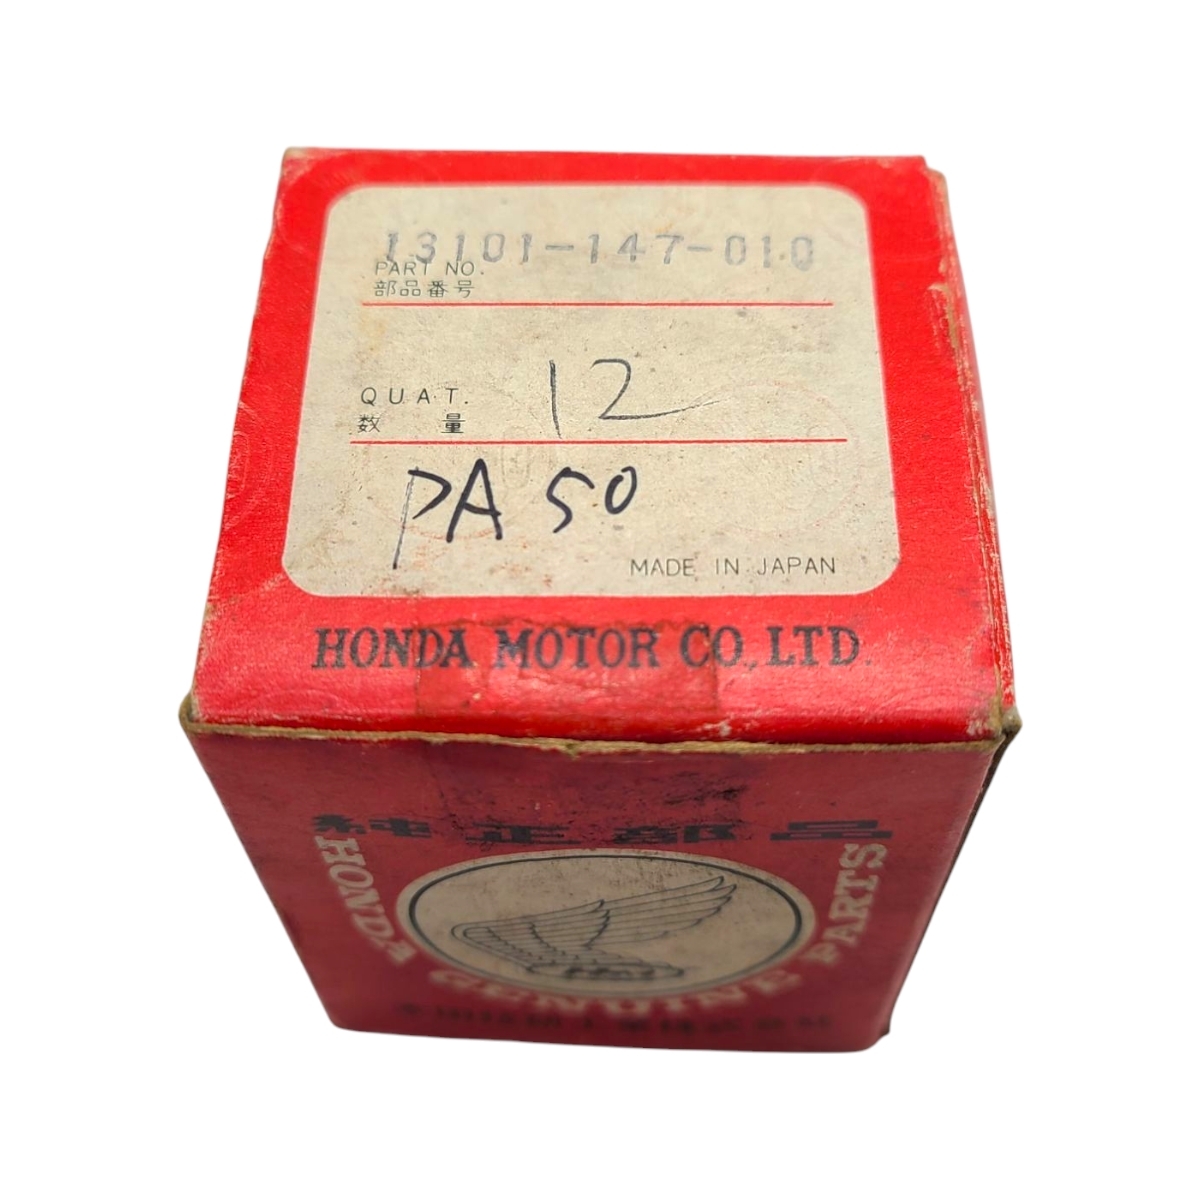 13101-147-010
PART NO.
部品番号
12
QUAT.
数 量
PA 50
MADE IN JAPAN
HONDA MOTOR CO., LTD.
純正部品
HONDA GENUINE PARTS